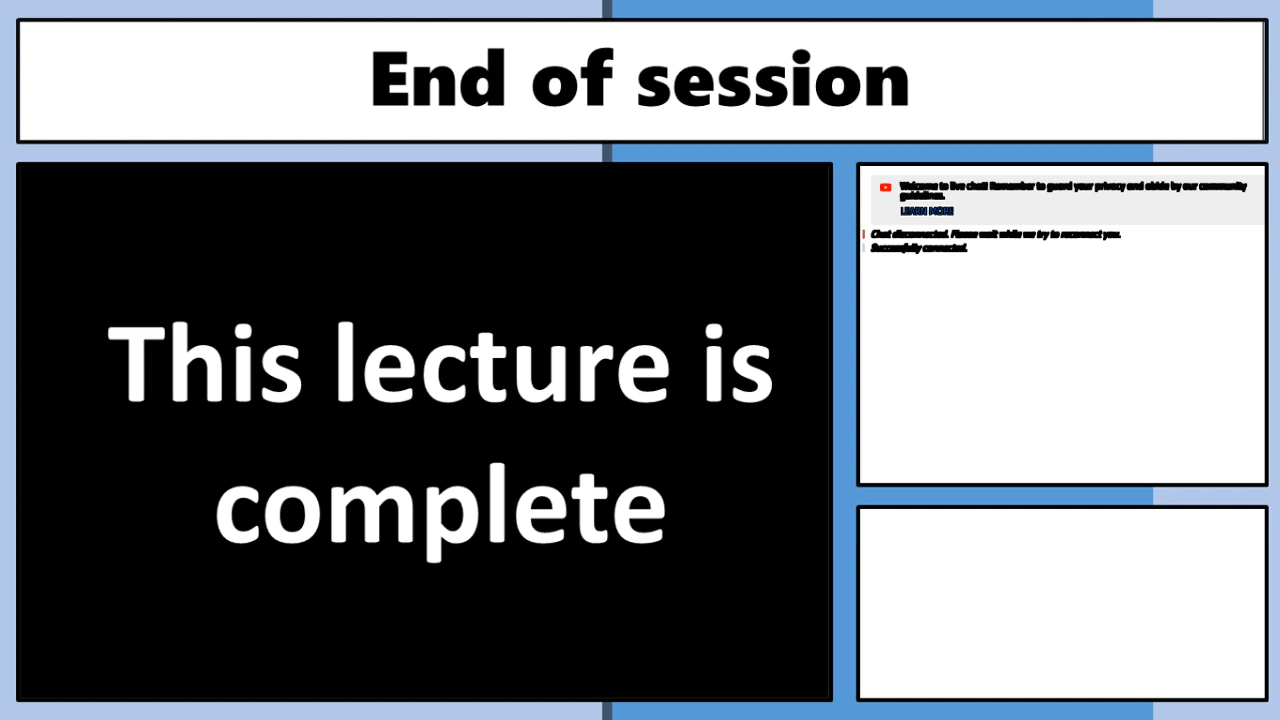 End of session
This lecture is
complete
Welcome to live chat! Remember to guard your privacy and abide by our community
guidelines.
LEARN MORE
Chat disconnected. Please wait while we try to reconnect you.
Successfully connected.